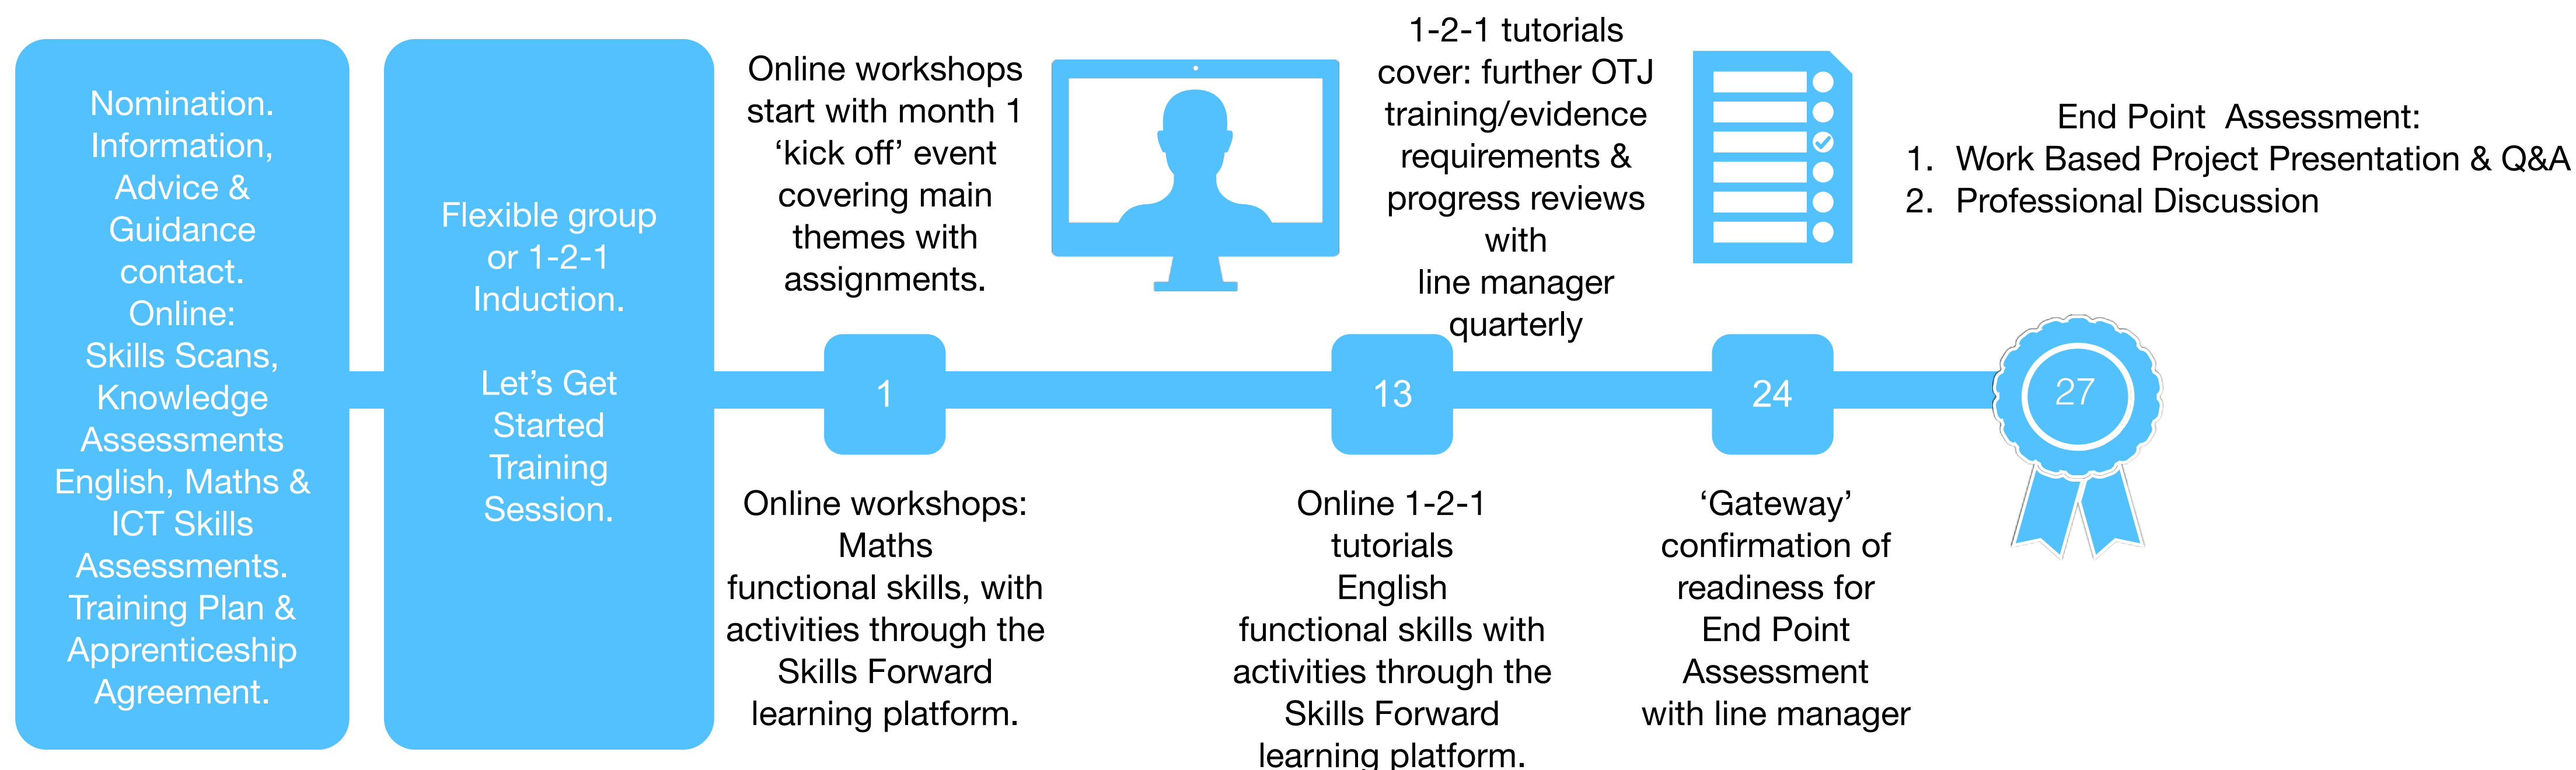 Nomination.
Information,
Advice &
Guidance
contact.
Online:
Skills Scans,
Knowledge
Assessments
English, Maths &
ICT Skills
Assessments.
Training Plan &
Apprenticeship
Agreement.
Flexible group
or 1-2-1
Induction.
Let’s Get
Started
Training
Session.
Online workshops
start with month 1
‘kick off’ event
covering main
themes with
assignments.
1-2-1 tutorials
cover: further OTJ
training/evidence
requirements &
progress reviews
with
line manager
quarterly
End Point  Assessment:
1. Work Based Project Presentation & Q&A
2. Professional Discussion
1
13
24
27
Online workshops:
Maths
functional skills, with
activities through the
Skills Forward
learning platform.
Online 1-2-1
tutorials
English
functional skills with
activities through the
Skills Forward
learning platform.
‘Gateway’
confirmation of
readiness for
End Point
Assessment
with line manager